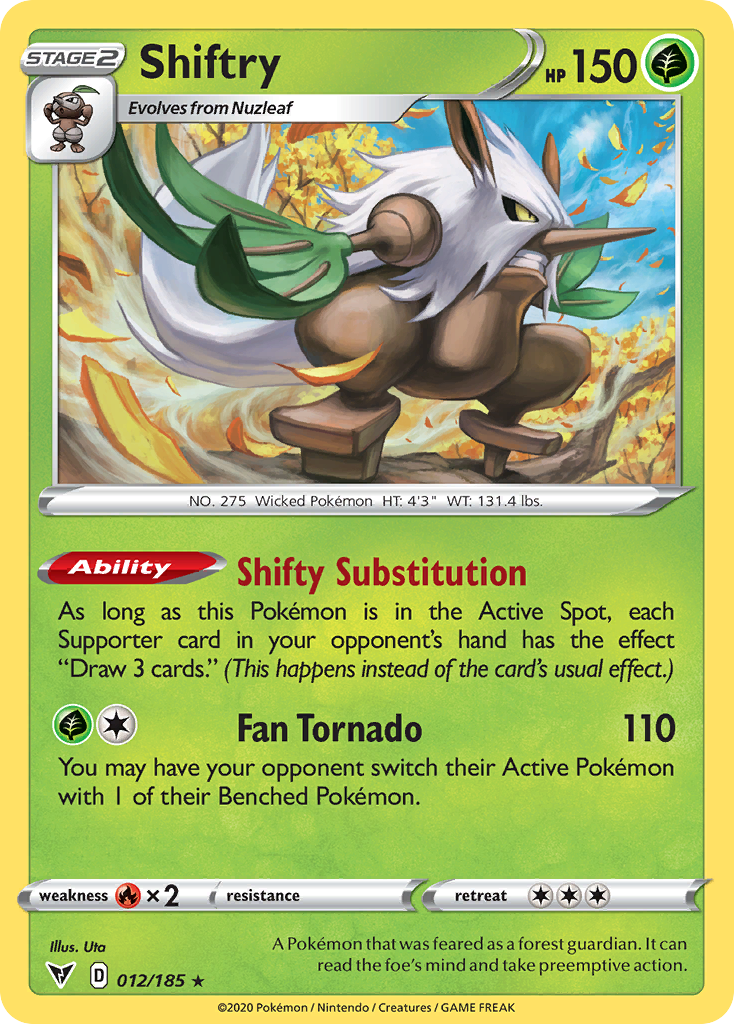 STAGE 2
Shiftry
HP 150
Evolves from Nuzleaf
NO. 275 Wicked Pokémon HT: 4'3" WT: 131.4 lbs.
Ability
Shifty Substitution
As long as this Pokémon is in the Active Spot, each
Supporter card in your opponent's hand has the effect
“Draw 3 cards.” (This happens instead of the card's usual effect.)
Fan Tornado 110
You may have your opponent switch their Active Pokémon
with 1 of their Benched Pokémon.
weakness ×2 resistance retreat
Illus. Uta
A Pokémon that was feared as a forest guardian. It can
read the foe's mind and take preemptive action.
D 012/185 ★
©2020 Pokémon / Nintendo / Creatures / GAME FREAK